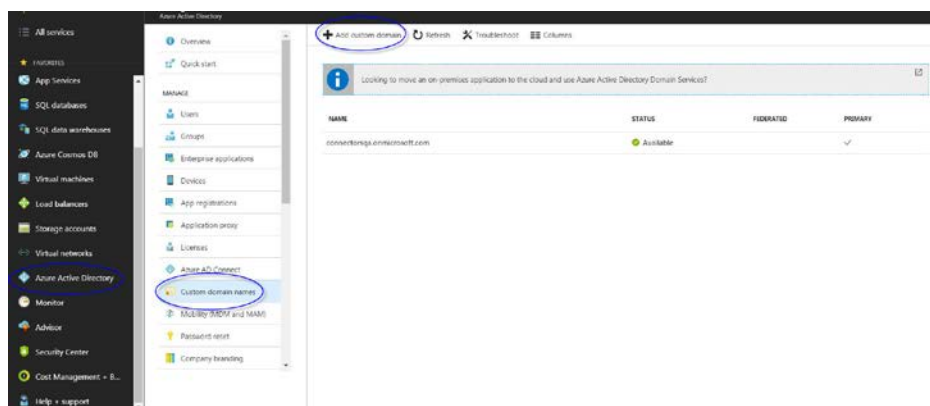 Azure Active Directory
All services
FAVORITES
App Services
SQL databases
SQL data warehouses
Azure Cosmos DB
Virtual machines
Load balancers
Storage accounts
Virtual networks
Azure Active Directory
Monitor
Advisor
Security Center
Cost Management + B...
Help + support
Overview
Quick start
MANAGE
Users
Groups
Enterprise applications
Devices
App registrations
Application proxy
Licenses
Azure AD Connect
Custom domain names
Mobility (MDM and MAM)
Password reset
Company branding
Add custom domain Refresh Troubleshoot Columns
Looking to move an on-premises application to the cloud and use Azure Active Directory Domain Services?
NAME STATUS FEDERATED PRIMARY
connectorsqa.onmicrosoft.com Available